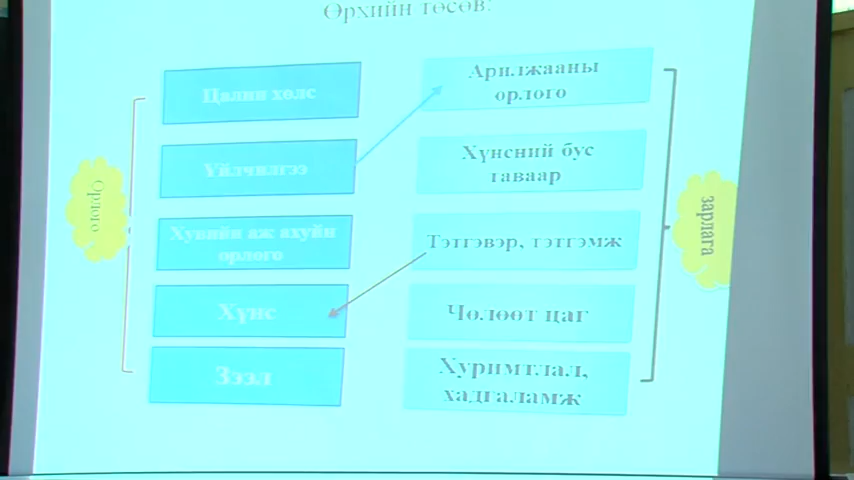 Өрхийн төсөв:
Цалин хөлс
Үйлчилгээ
Хувийн аж ахуйн
орлого
Хүнс
Зээл
Арилжааны
орлого
Хүнсний бус
бараа
Тэтгэвэр, тэтгэмж
Чөлөөт цаг
Хуримтлал,
хадгаламж
Орлого
зарлага